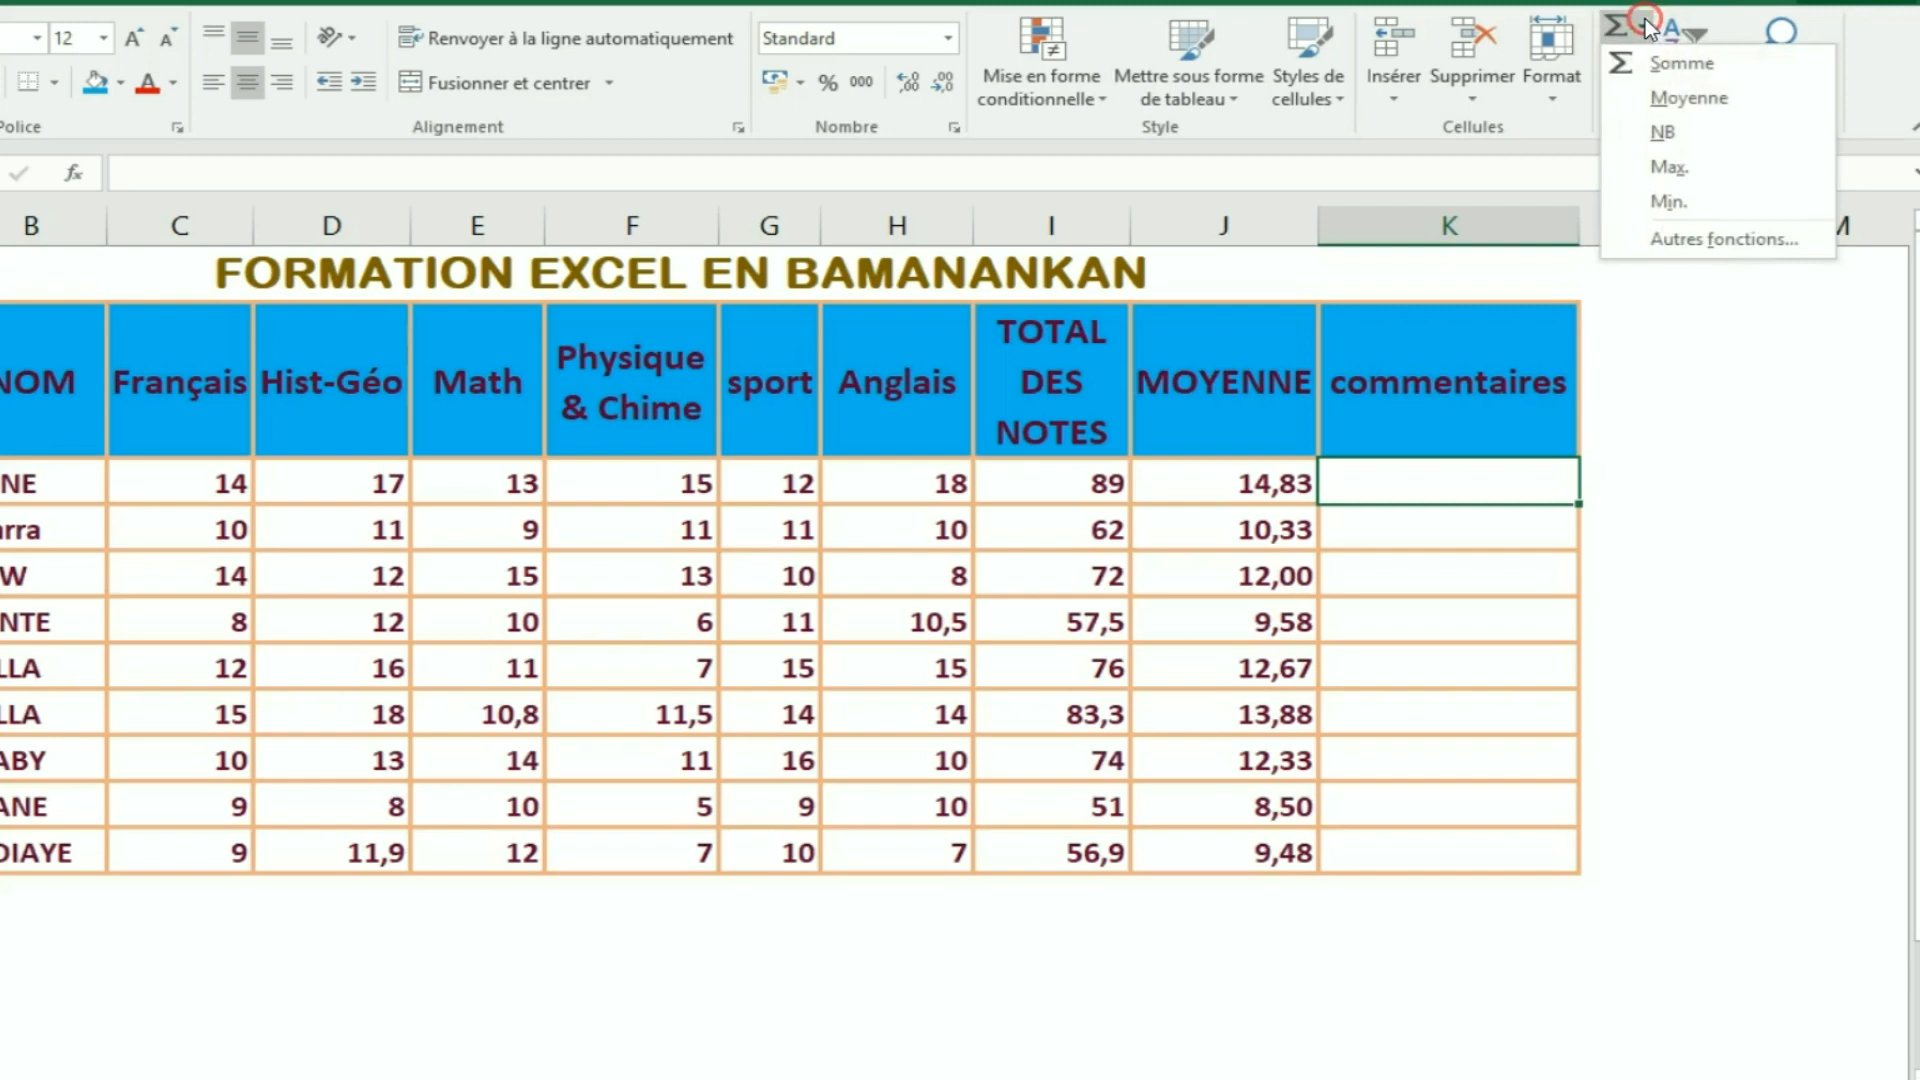 12 A A Renvoyer à la ligne automatiquement Standard
Fusionner et centrer % 000 ,00
Mise en forme conditionnelle
Mettre sous forme de tableau
Styles de cellules
Insérer Supprimer Format
Police Alignement Nombre Style Cellules
Σ
Σ Somme
Moyenne
NB
Max.
Min.
Autres fonctions...
fx
B C D E F G H I J K M
FORMATION EXCEL EN BAMANANKAN
NOM Français Hist-Géo Math Physique & Chime sport Anglais TOTAL DES NOTES MOYENNE commentaires
NE 14 17 13 15 12 18 89 14,83
arra 10 11 9 11 11 10 62 10,33
W 14 12 15 13 10 8 72 12,00
NTE 8 12 10 6 11 10,5 57,5 9,58
LLA 12 16 11 7 15 15 76 12,67
LLA 15 18 10,8 11,5 14 14 83,3 13,88
ABY 10 13 14 11 16 10 74 12,33
ANE 9 8 10 5 9 10 51 8,50
DIAYE 9 11,9 12 7 10 7 56,9 9,48